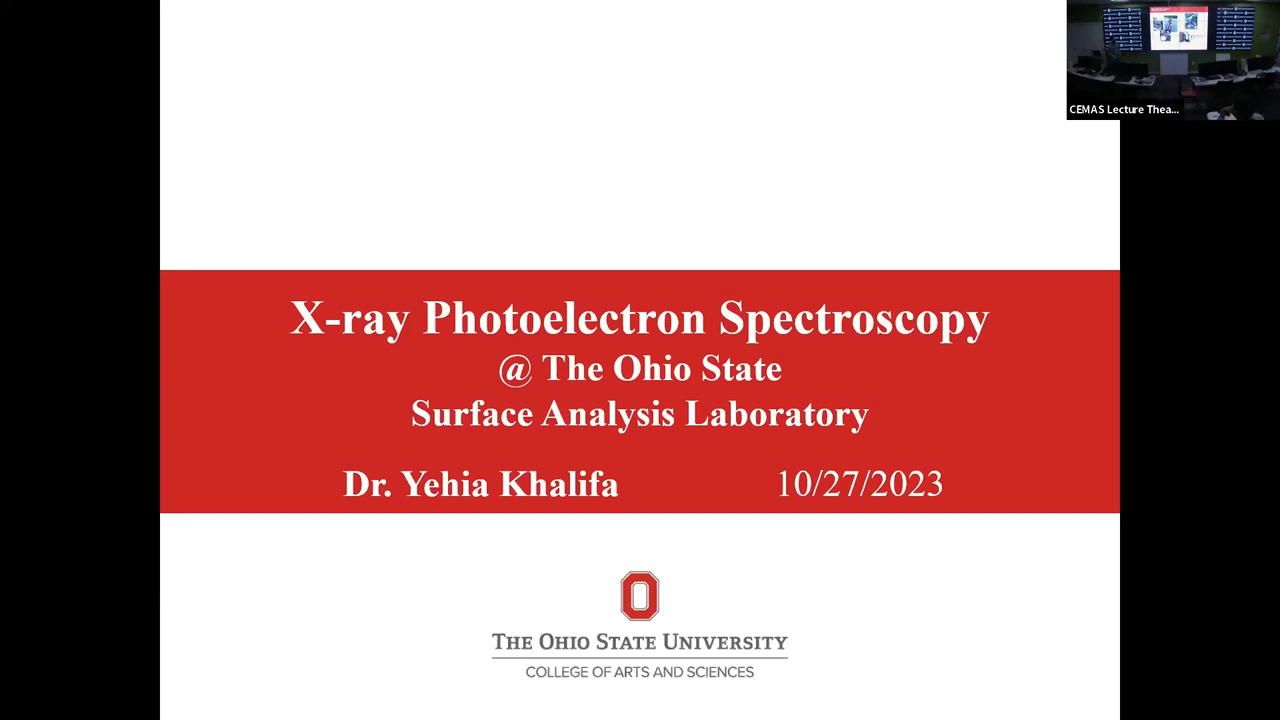 CEMAS Lecture Thea...
X-ray Photoelectron Spectroscopy
@ The Ohio State
Surface Analysis Laboratory
Dr. Yehia Khalifa 10/27/2023
THE OHIO STATE UNIVERSITY
COLLEGE OF ARTS AND SCIENCES